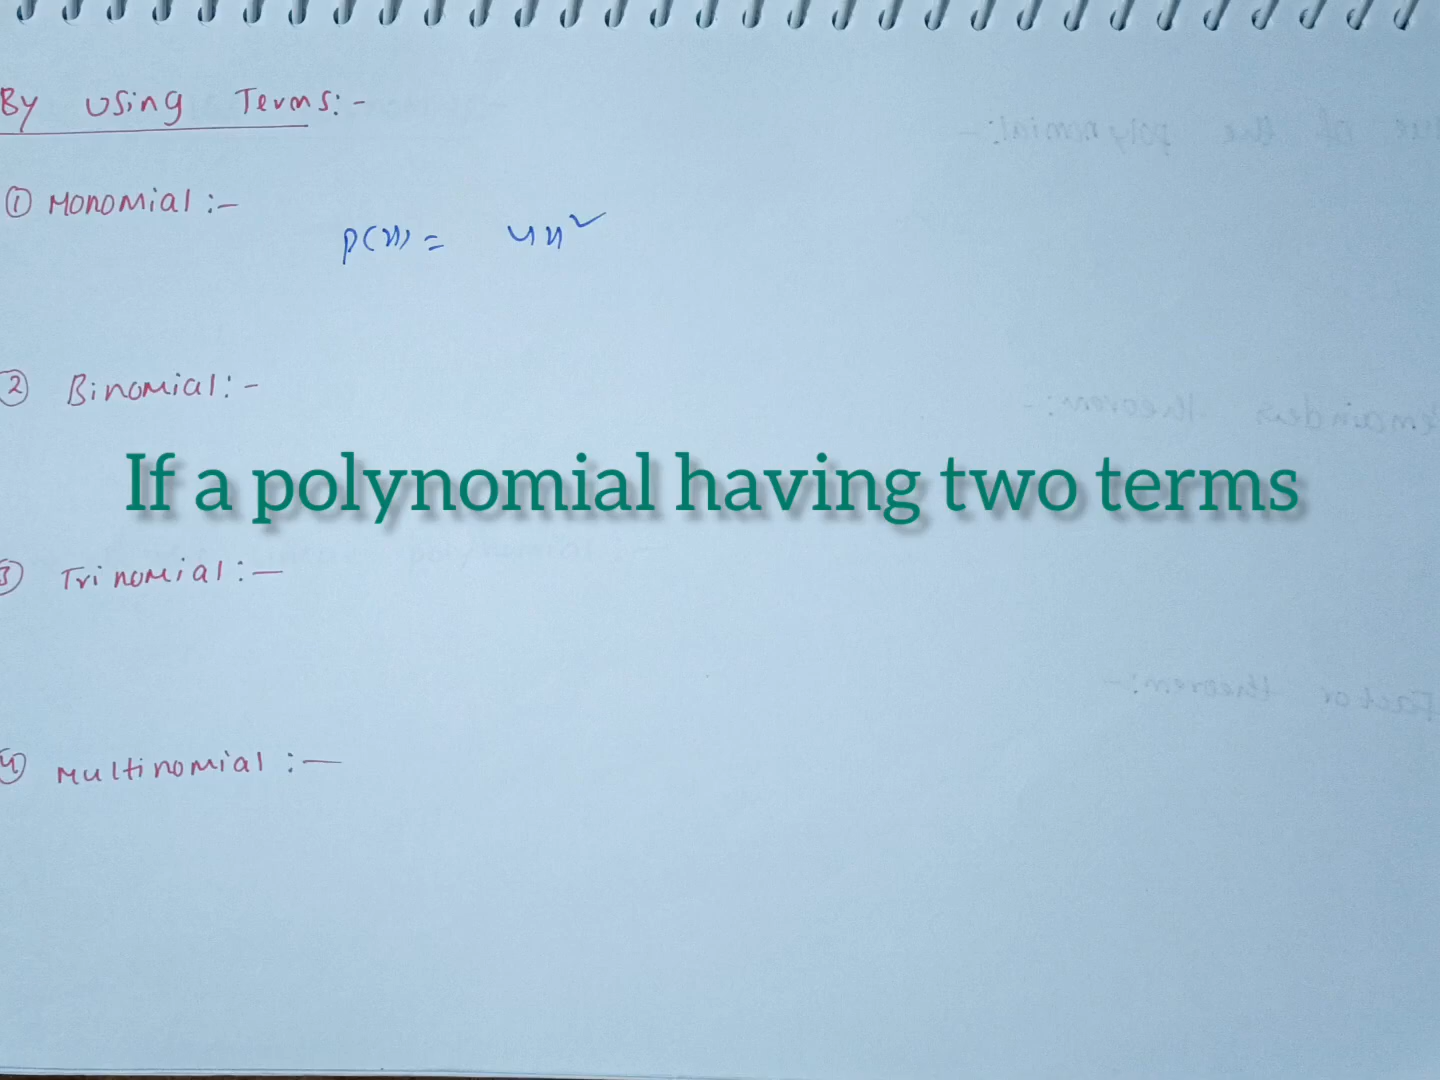 By Using Terms:-
① Monomial :-
p(x) = 4x²
② Binomial :-
If a polynomial having two terms
③ Trinomial :-
④ Multinomial :-